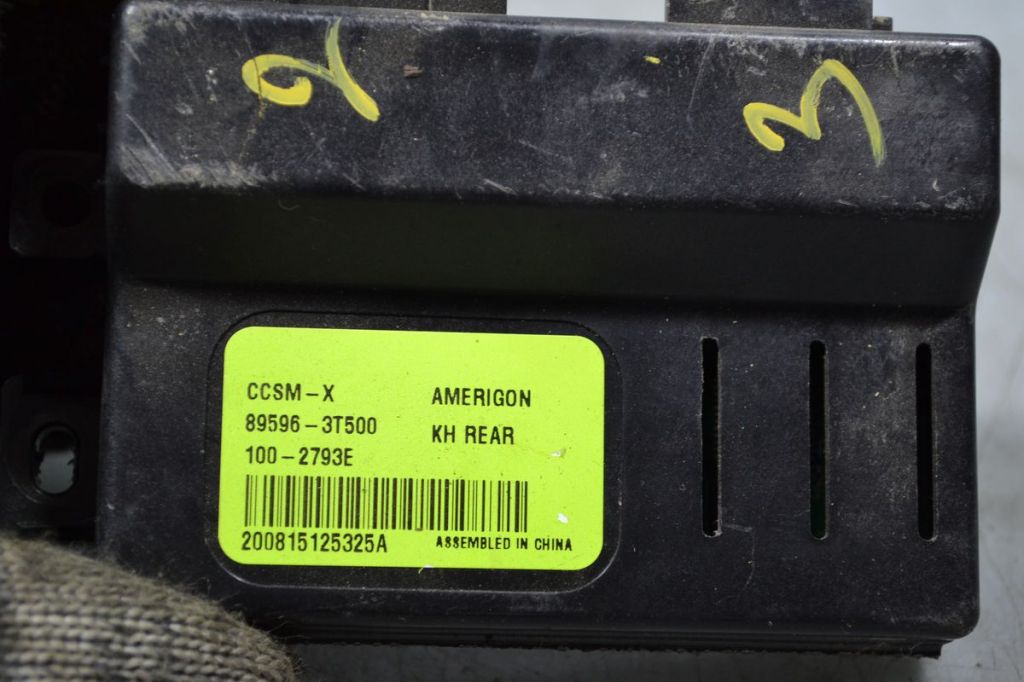 2 3
CCSM-X
89596-3T500
100-2793E
AMERIGON
KH REAR
200815125325A
ASSEMBLED IN CHINA